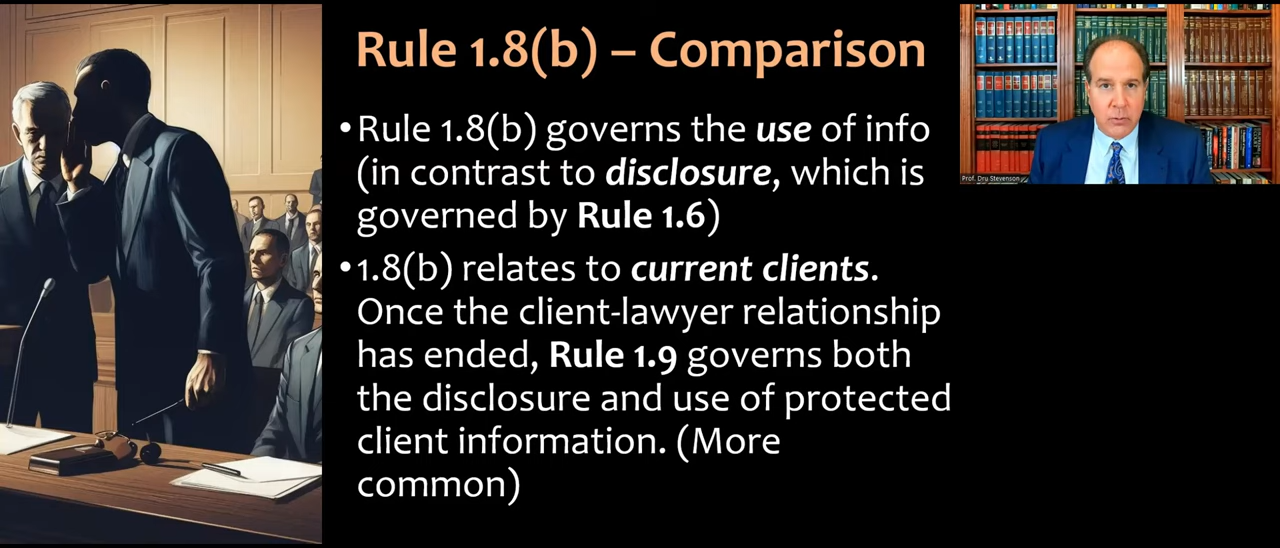 Rule 1.8(b) – Comparison
•Rule 1.8(b) governs the use of info
(in contrast to disclosure, which is
governed by Rule 1.6)
•1.8(b) relates to current clients.
Once the client-lawyer relationship
has ended, Rule 1.9 governs both
the disclosure and use of protected
client information. (More
common)
Prof. Dru Stevenson